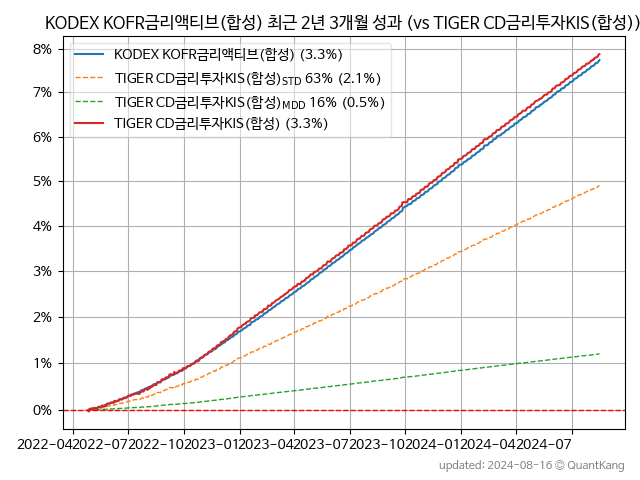 KODEX KOFR금리액티브(합성) 최근 2년 3개월 성과 (vs TIGER CD금리투자KIS(합성))
8%
7%
6%
5%
4%
3%
2%
1%
0%
KODEX KOFR금리액티브(합성) (3.3%)
TIGER CD금리투자KIS(합성)STD 63% (2.1%)
TIGER CD금리투자KIS(합성)MDD 16% (0.5%)
TIGER CD금리투자KIS(합성) (3.3%)
2022-04 2022-07 2022-10 2023-01 2023-04 2023-07 2023-10 2024-01 2024-04 2024-07
updated: 2024-08-16 © QuantKang